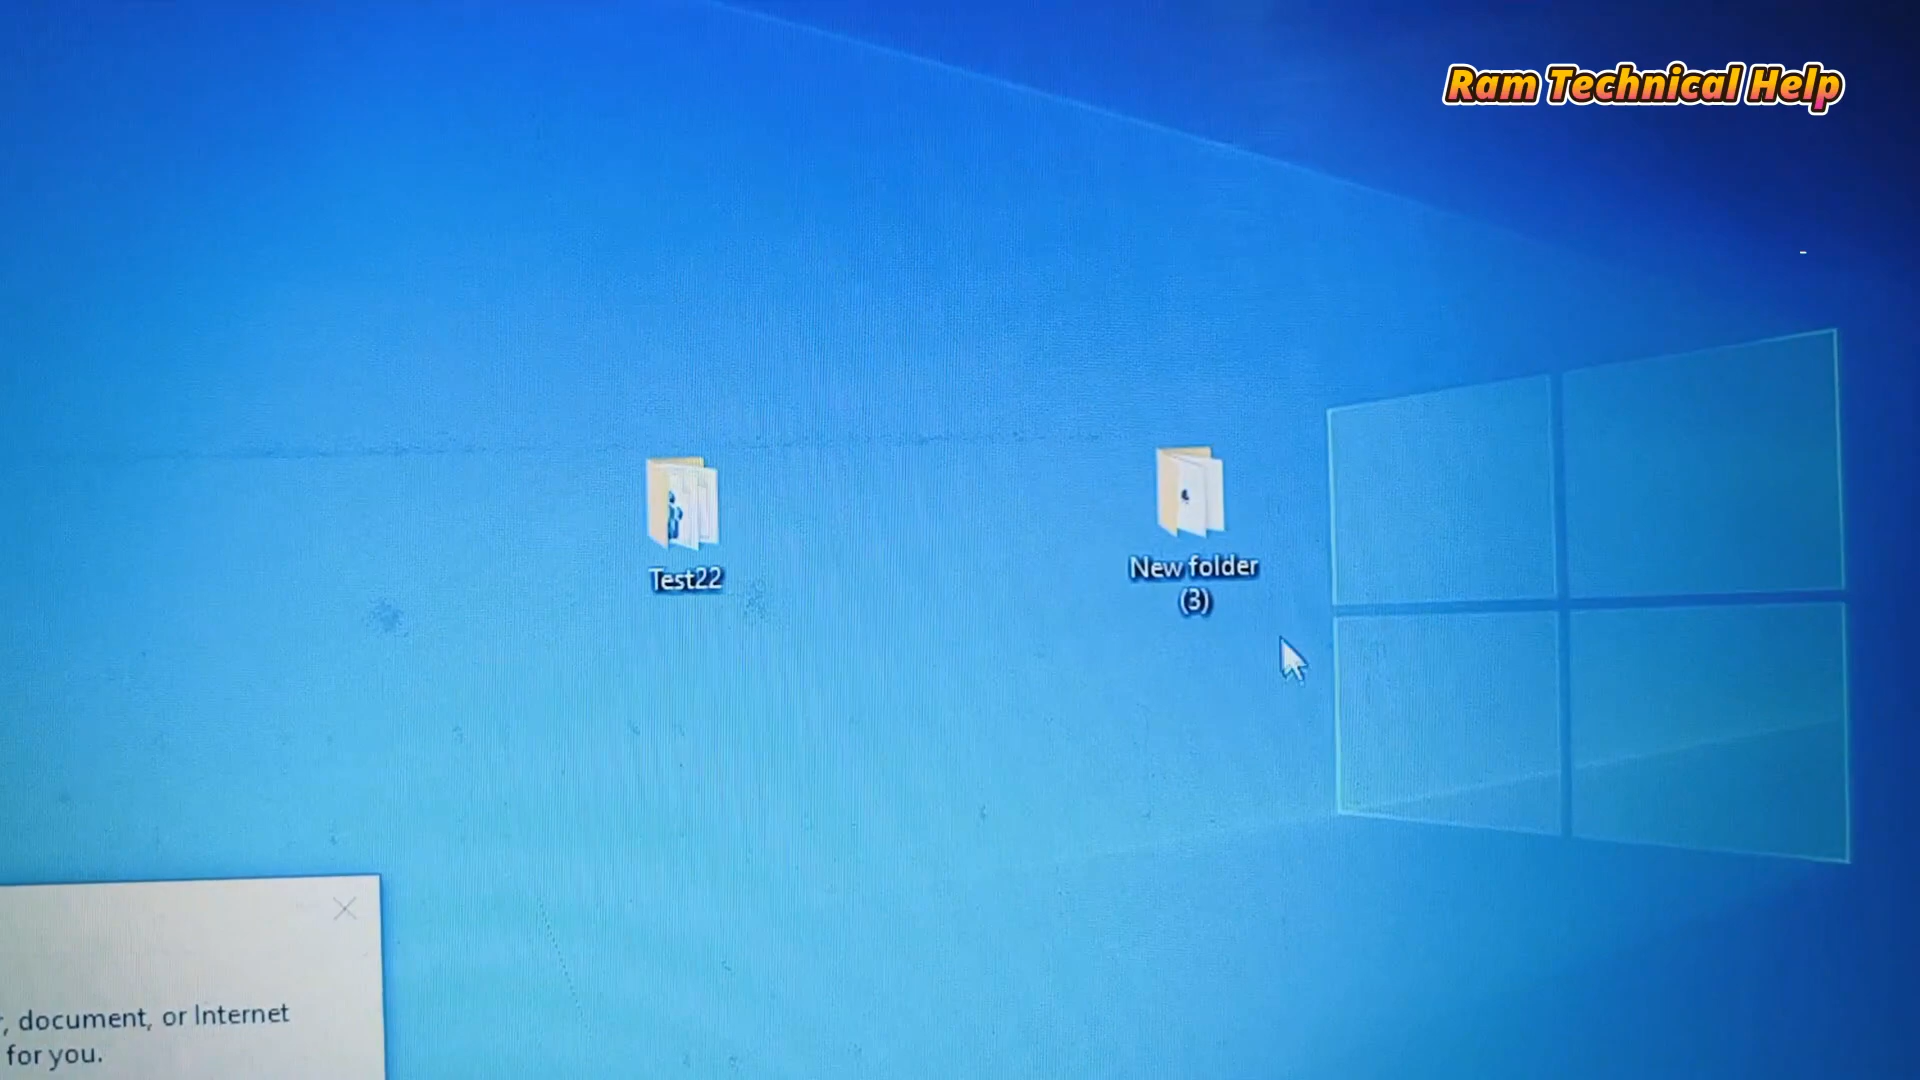 Ram Technical Help
Test22
New folder
(3)
, document, or Internet
for you.